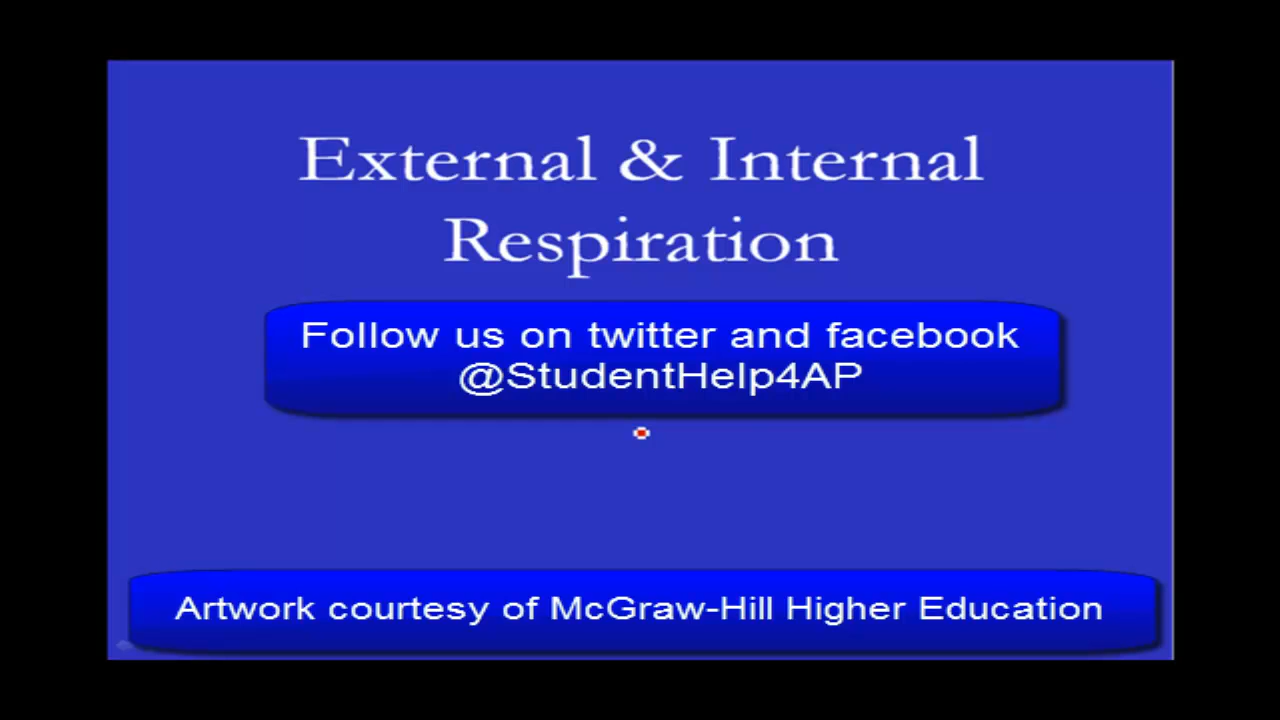 External & Internal
Respiration
Follow us on twitter and facebook
@StudentHelp4AP
Artwork courtesy of McGraw-Hill Higher Education